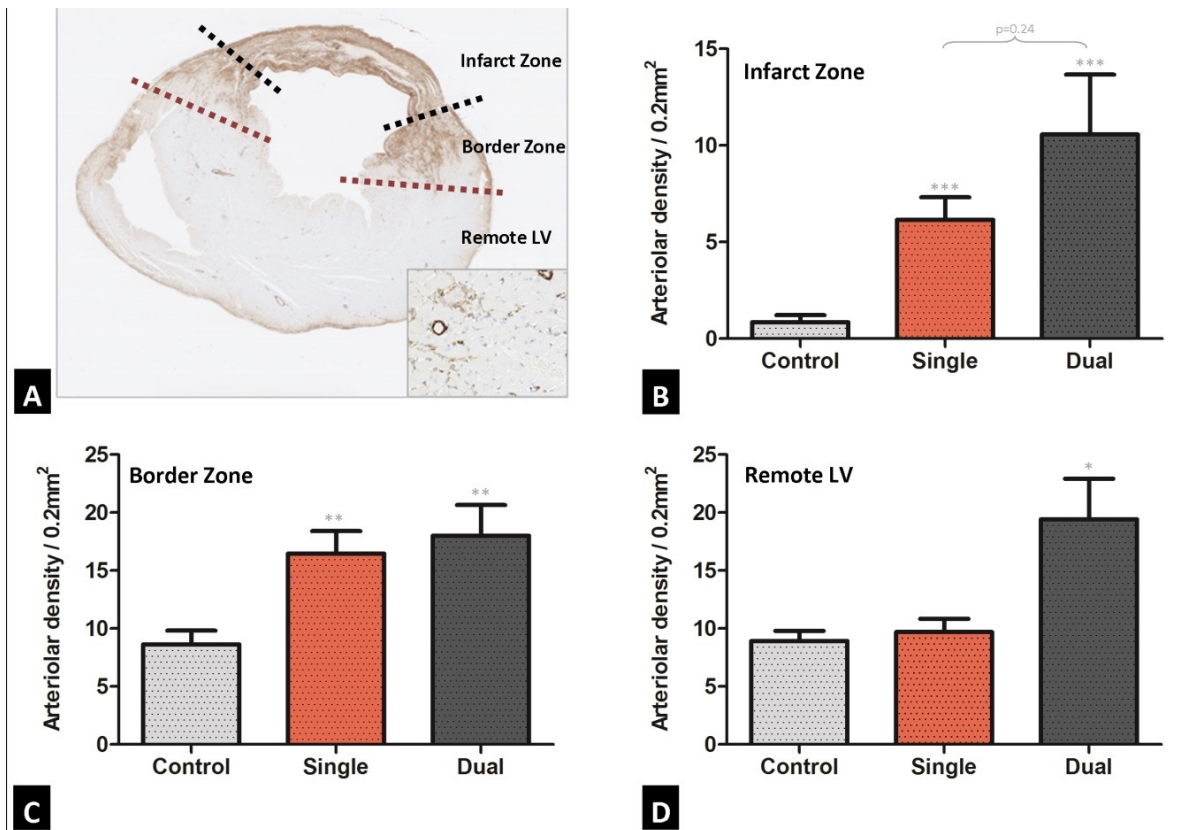 Infarct Zone
Border Zone
Remote LV
A
Infarct Zone
p=0.24
Arteriolar density / 0.2mm²
15
10
5
0
***
***
Control Single Dual
B
Border Zone
Arteriolar density / 0.2mm²
25
20
15
10
5
0
**
**
Control Single Dual
C
Remote LV
Arteriolar density / 0.2mm²
25
20
15
10
5
0
*
Control Single Dual
D